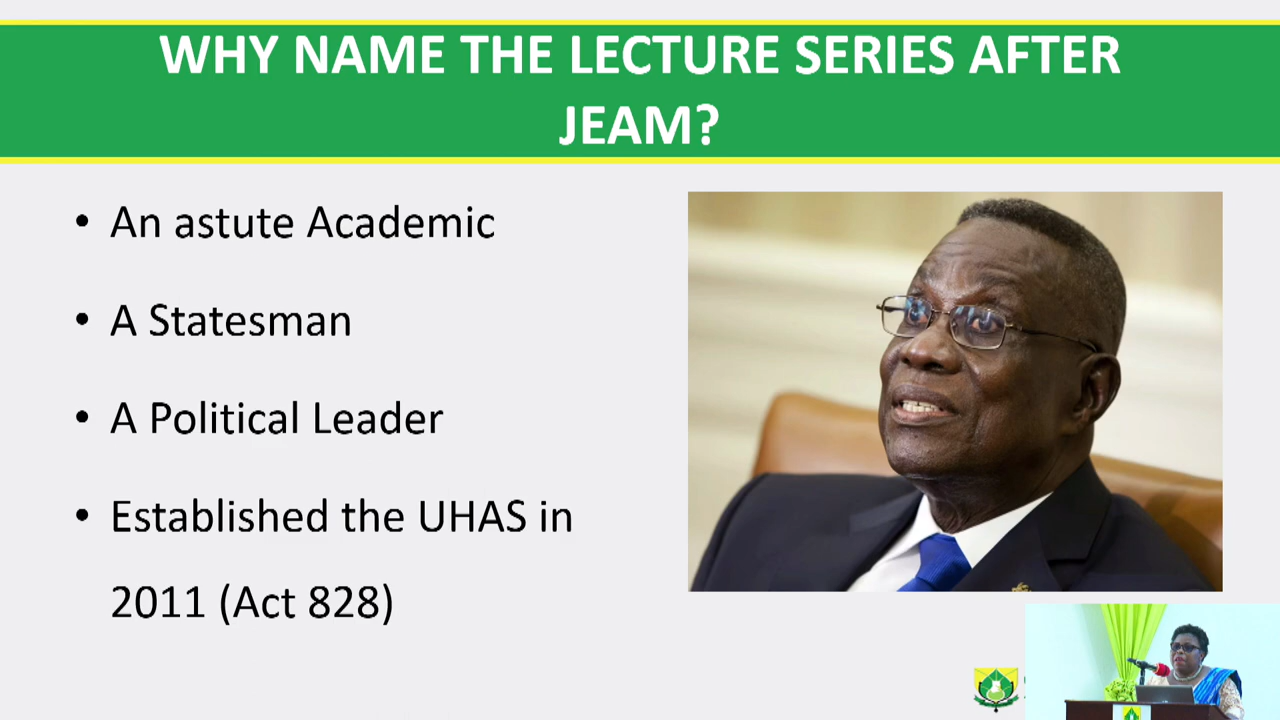 WHY NAME THE LECTURE SERIES AFTER
JEAM?
• An astute Academic
• A Statesman
• A Political Leader
• Established the UHAS in
2011 (Act 828)